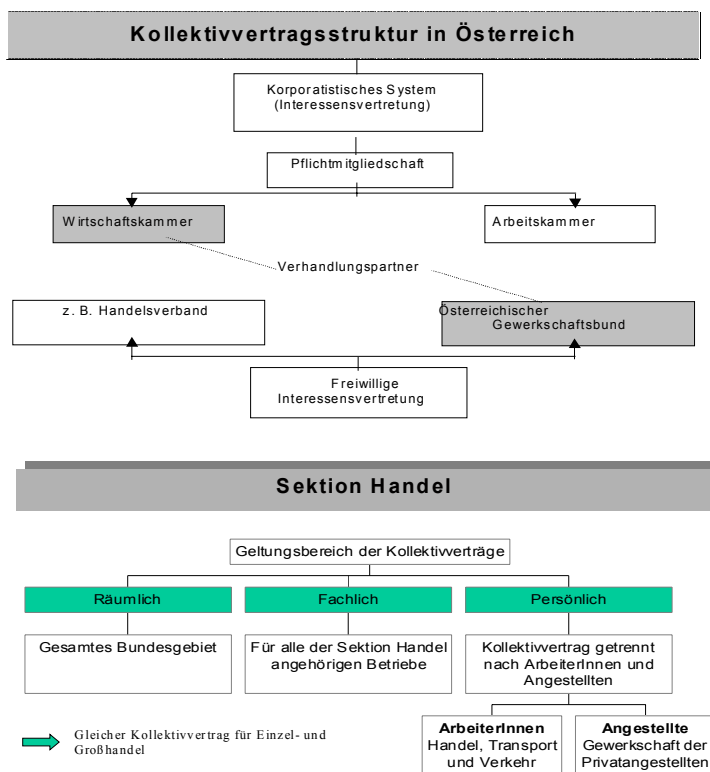 Kollektivvertragsstruktur in Österreich
Korporatistisches System
(Interessensvertretung)
Pflichtmitgliedschaft
Wirtschaftskammer
Arbeitskammer
Verhandlungspartner
z. B. Handelsverband
Österreichischer
Gewerkschaftsbund
Freiwillige
Interessensvertretung
Sektion Handel
Geltungsbereich der Kollektivverträge
Räumlich
Fachlich
Persönlich
Gesamtes Bundesgebiet
Für alle der Sektion Handel
angehörigen Betriebe
Kollektivvertrag getrennt
nach ArbeiterInnen und
Angestellten
Gleicher Kollektivvertrag für Einzel- und
Großhandel
ArbeiterInnen
Handel, Transport
und Verkehr
Angestellte
Gewerkschaft der
Privatangestellten